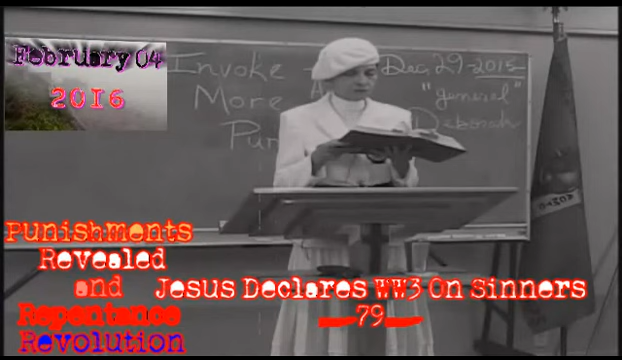 February 04
2016
Invoke
More
Pun
Dec, 29-2015
"general"
Deborah
Punishments
Revealed
and
Repentance
Revolution
Jesus Declares WW3 On Sinners
79